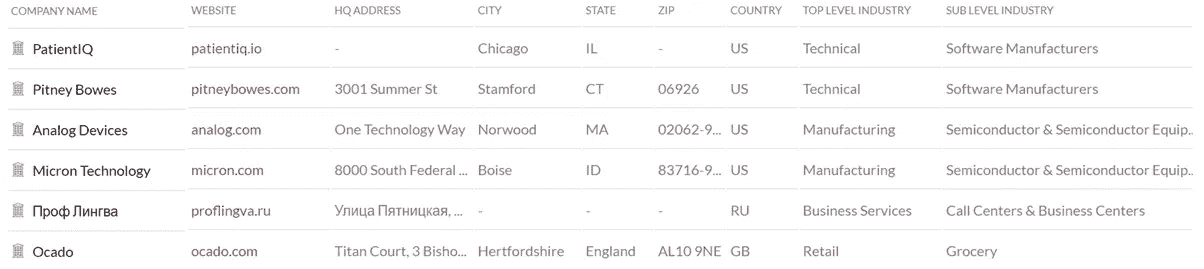 COMPANY NAME WEBSITE HQ ADDRESS CITY STATE ZIP COUNTRY TOP LEVEL INDUSTRY SUB LEVEL INDUSTRY
PatientIQ patientiq.io - Chicago IL - US Technical Software Manufacturers
Pitney Bowes pitneybowes.com 3001 Summer St Stamford CT 06926 US Technical Software Manufacturers
Analog Devices analog.com One Technology Way Norwood MA 02062-9... US Manufacturing Semiconductor & Semiconductor Equip...
Micron Technology micron.com 8000 South Federal ... Boise ID 83716-9... US Manufacturing Semiconductor & Semiconductor Equip...
Проф Лингва proflingva.ru Улица Пятницкая, ... - - - RU Business Services Call Centers & Business Centers
Ocado ocado.com Titan Court, 3 Bisho... Hertfordshire England AL10 9NE GB Retail Grocery